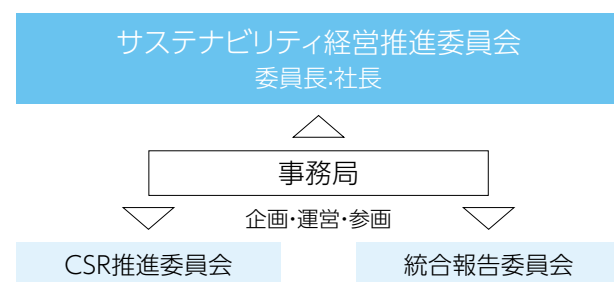 サステナビリティ経営推進委員会
委員長:社長
事務局
企画・運営・参画
CSR推進委員会
統合報告委員会